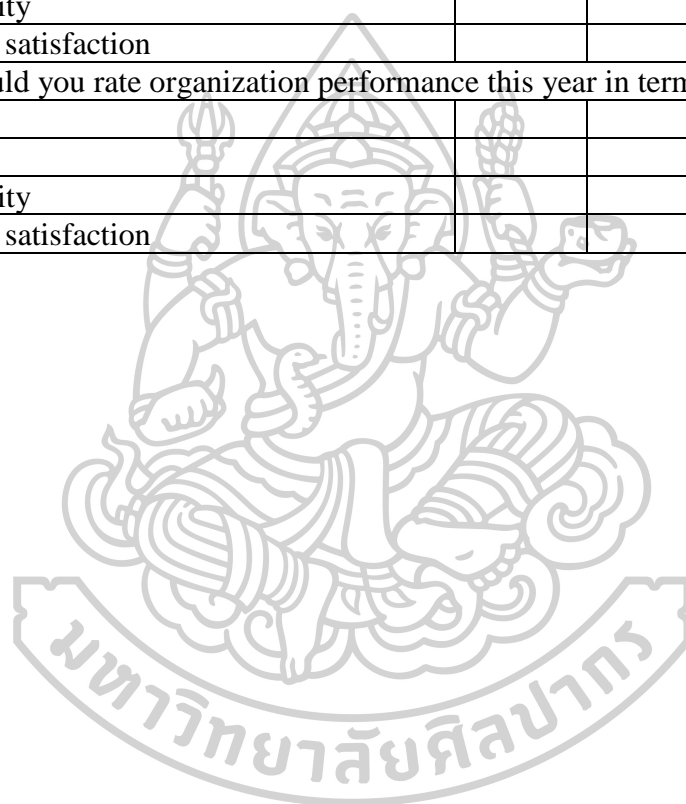 ity
satisfaction
uld you rate organization performance this year in term
ity
satisfaction
มหาวิทยาลัยศิลปากร